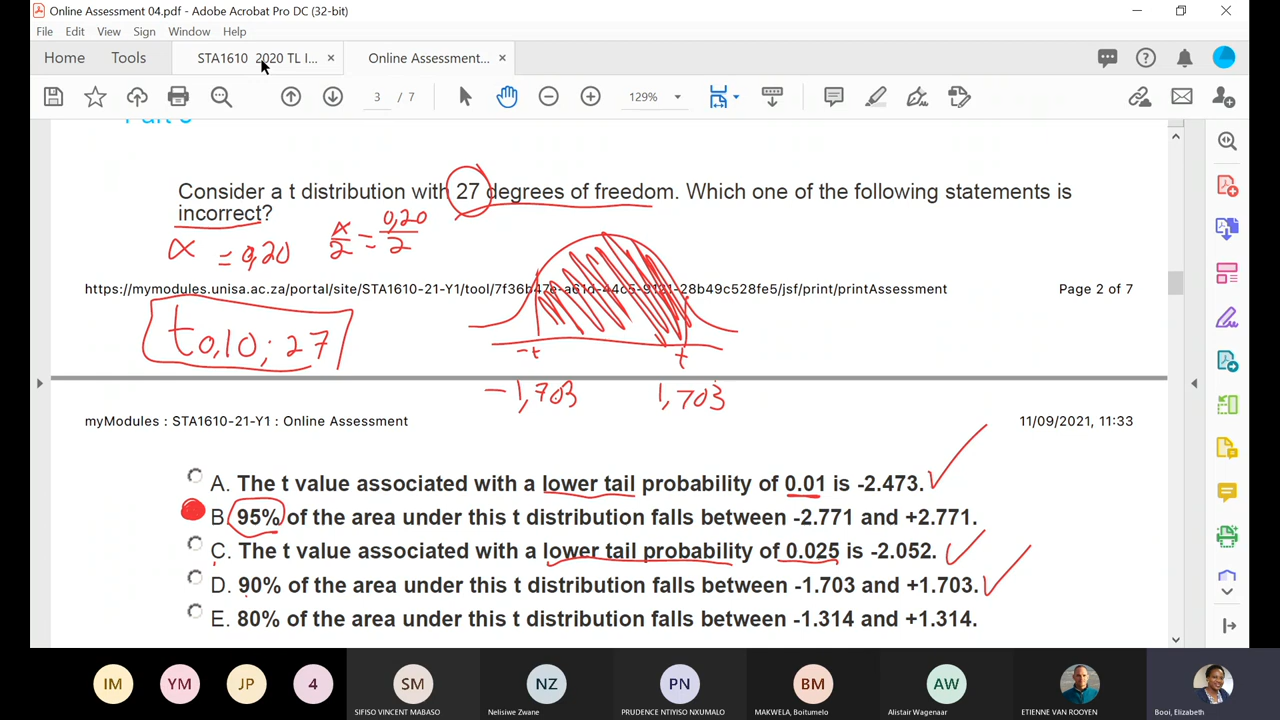 Online Assessment 04.pdf - Adobe Acrobat Pro DC (32-bit)
File Edit View Sign Window Help
Home Tools STA1610 2020 TL I... × Online Assessment... ×
3 / 7 129%
Consider a t distribution with 27 degrees of freedom. Which one of the following statements is
incorrect?
α = 0,20 α/2 = 0,20/2
https://mymodules.unisa.ac.za/portal/site/STA1610-21-Y1/tool/7f36b47e-a61d-44c5-9121-28b49c528fe5/jsf/print/printAssessment Page 2 of 7
t0,10; 27
-t t
-1,703 1,703
myModules : STA1610-21-Y1 : Online Assessment 11/09/2021, 11:33
A. The t value associated with a lower tail probability of 0.01 is -2.473.
B. 95% of the area under this t distribution falls between -2.771 and +2.771.
C. The t value associated with a lower tail probability of 0.025 is -2.052.
D. 90% of the area under this t distribution falls between -1.703 and +1.703.
E. 80% of the area under this t distribution falls between -1.314 and +1.314.
IM YM JP 4 SM NZ PN BM AW
SIFISO VINCENT MABASO Nelisiwe Zwane PRUDENCE NTIYISO NXUMALO MAKWELA, Boitumelo Alistair Wagenaar ETIENNE VAN ROOYEN Booi, Elizabeth